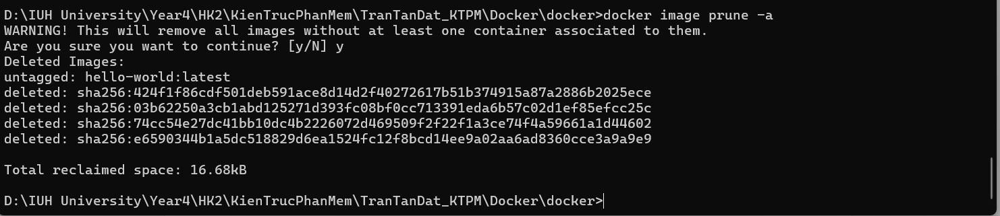 D:\IUH University\Year4\HK2\KienTrucPhanMem\TranTanDat_KTPM\Docker\docker>docker image prune -a
WARNING! This will remove all images without at least one container associated to them.
Are you sure you want to continue? [y/N] y
Deleted Images:
untagged: hello-world:latest
deleted: sha256:424f1f86cdf501deb591ace8d14d2f40272617b51b374915a87a2886b2025ece
deleted: sha256:03b62250a3cb1abd125271d393fc08bf0cc713391eda6b57c02d1ef85efcc25c
deleted: sha256:74cc54e27dc41bb10dc4b2226072d469509f2f22f1a3ce74f4a59661a1d44602
deleted: sha256:e6590344b1a5dc518829d6ea1524fc12f8bcd14ee9a02aa6ad8360cce3a9a9e9
Total reclaimed space: 16.68kB
D:\IUH University\Year4\HK2\KienTrucPhanMem\TranTanDat_KTPM\Docker\docker>